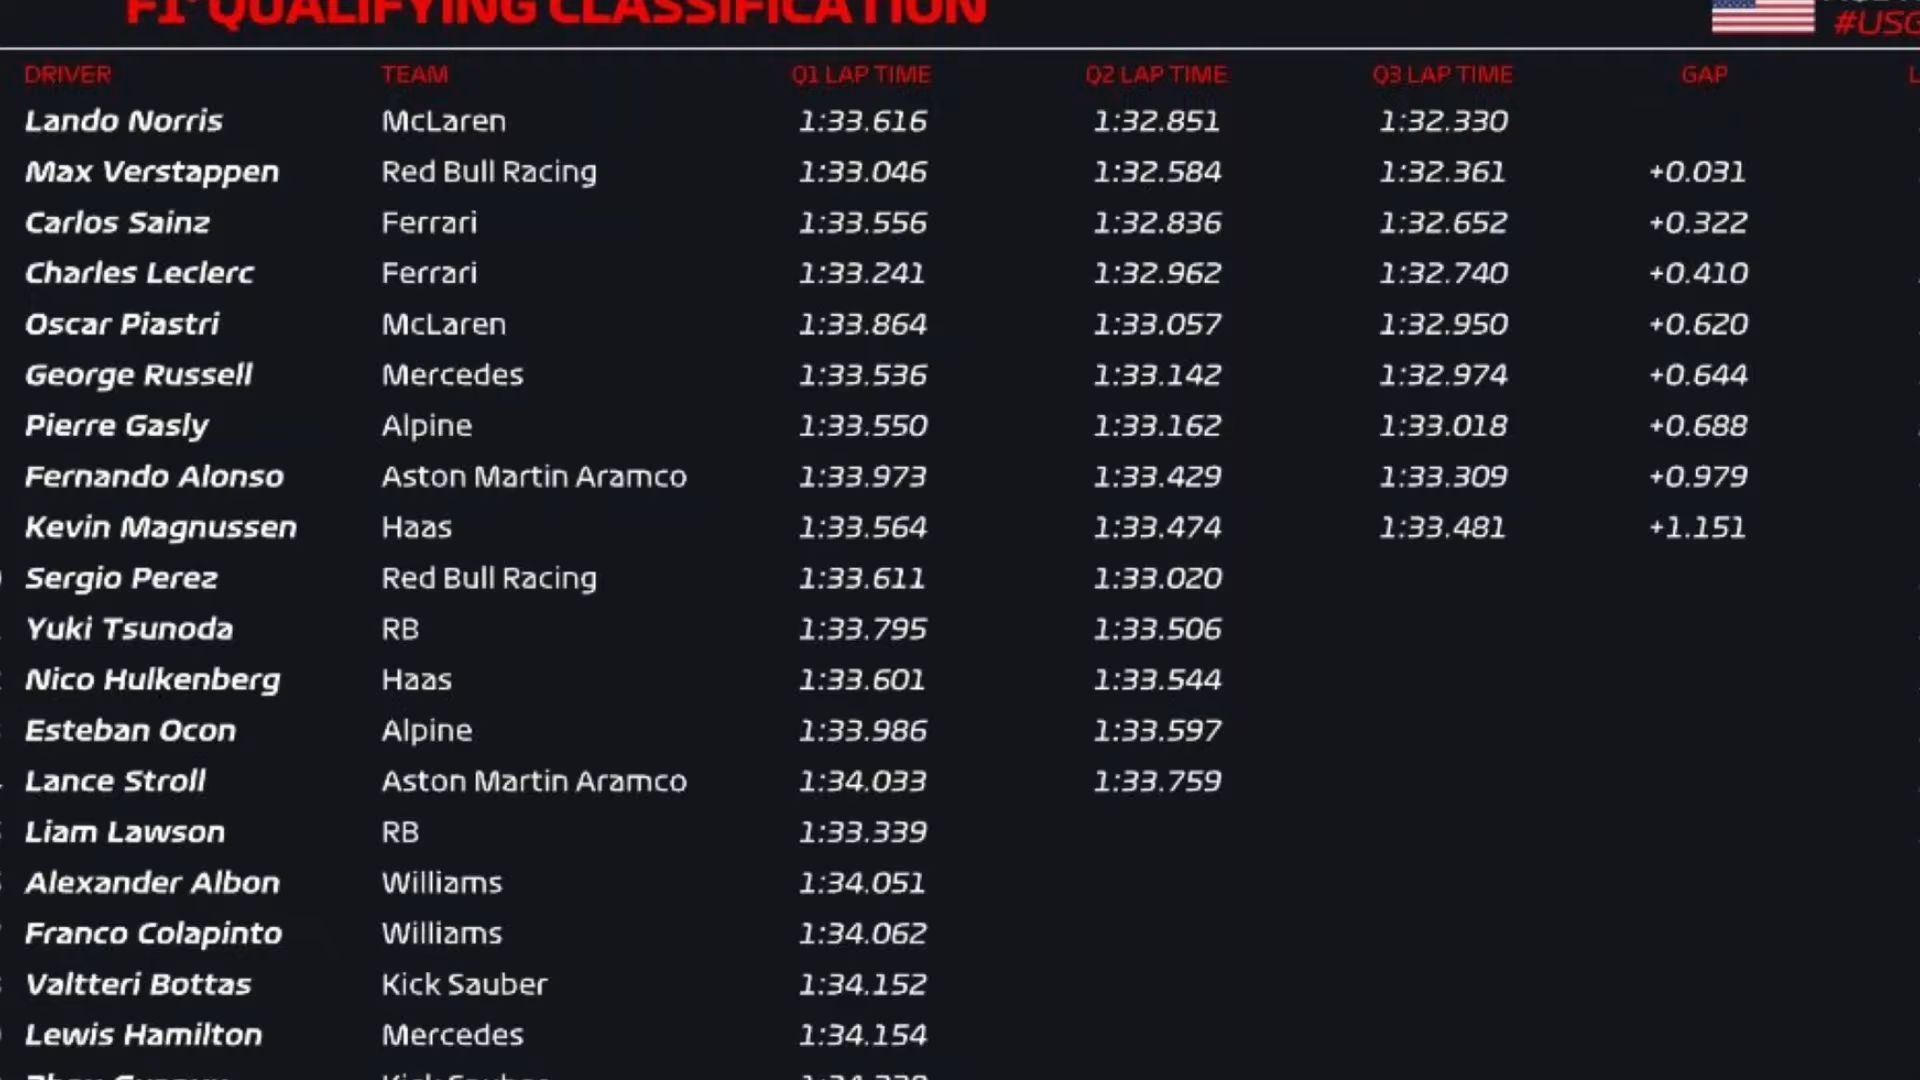 F1 QUALIFYING CLASSIFICATION
DRIVER TEAM Q1 LAP TIME Q2 LAP TIME Q3 LAP TIME GAP
Lando Norris McLaren 1:33.616 1:32.851 1:32.330
Max Verstappen Red Bull Racing 1:33.046 1:32.584 1:32.361 +0.031
Carlos Sainz Ferrari 1:33.556 1:32.836 1:32.652 +0.322
Charles Leclerc Ferrari 1:33.241 1:32.962 1:32.740 +0.410
Oscar Piastri McLaren 1:33.864 1:33.057 1:32.950 +0.620
George Russell Mercedes 1:33.536 1:33.142 1:32.974 +0.644
Pierre Gasly Alpine 1:33.550 1:33.162 1:33.018 +0.688
Fernando Alonso Aston Martin Aramco 1:33.973 1:33.429 1:33.309 +0.979
Kevin Magnussen Haas 1:33.564 1:33.474 1:33.481 +1.151
Sergio Perez Red Bull Racing 1:33.611 1:33.020
Yuki Tsunoda RB 1:33.795 1:33.506
Nico Hulkenberg Haas 1:33.601 1:33.544
Esteban Ocon Alpine 1:33.986 1:33.597
Lance Stroll Aston Martin Aramco 1:34.033 1:33.759
Liam Lawson RB 1:33.339
Alexander Albon Williams 1:34.051
Franco Colapinto Williams 1:34.062
Valtteri Bottas Kick Sauber 1:34.152
Lewis Hamilton Mercedes 1:34.154